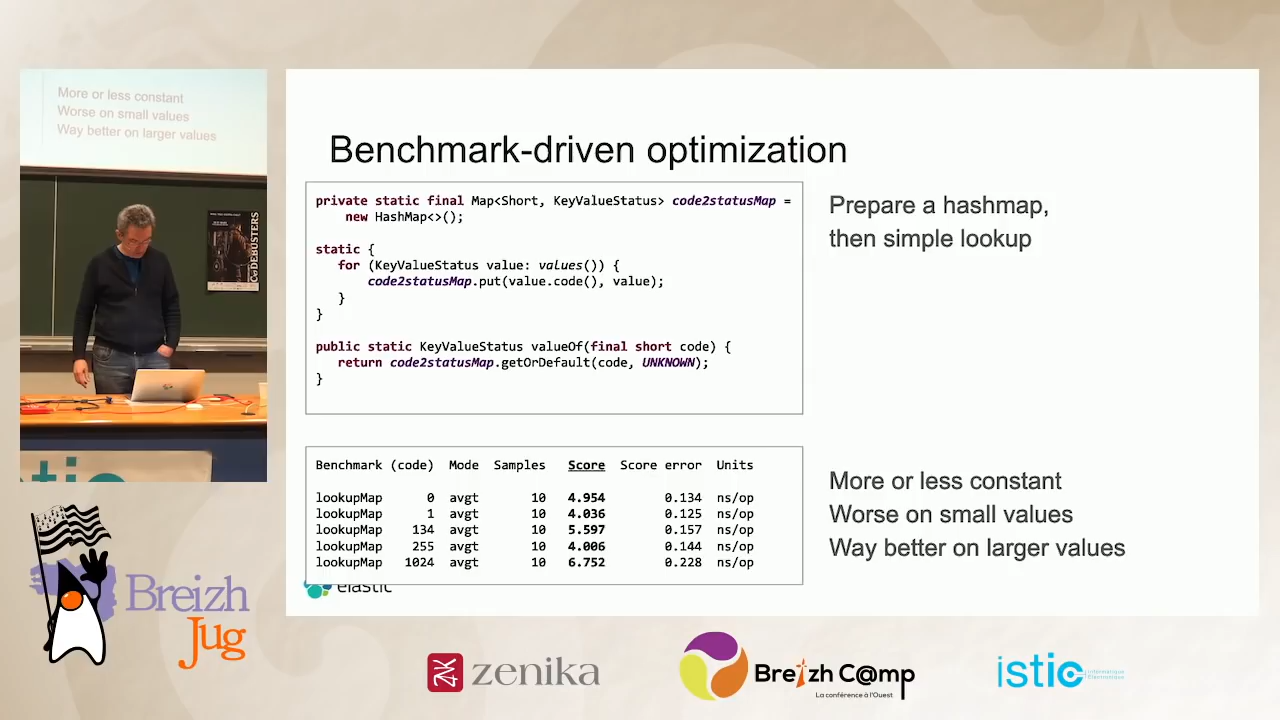 More or less constant
Worse on small values
Way better on larger values
CODEBUSTERS
istic
Benchmark-driven optimization
private static final Map<Short, KeyValueStatus> code2statusMap =
new HashMap<>();
static {
for (KeyValueStatus value: values()) {
code2statusMap.put(value.code(), value);
}
}
public static KeyValueStatus valueOf(final short code) {
return code2statusMap.getOrDefault(code, UNKNOWN);
}
Prepare a hashmap,
then simple lookup
Benchmark (code) Mode Samples Score Score error Units
lookupMap 0 avgt 10 4.954 0.134 ns/op
lookupMap 1 avgt 10 4.036 0.125 ns/op
lookupMap 134 avgt 10 5.597 0.157 ns/op
lookupMap 255 avgt 10 4.006 0.144 ns/op
lookupMap 1024 avgt 10 6.752 0.228 ns/op
More or less constant
Worse on small values
Way better on larger values
elastic
Breizh
Jug
zenika
Breizh C@mp
La conférence à l'Ouest
istic
informatique
électronique